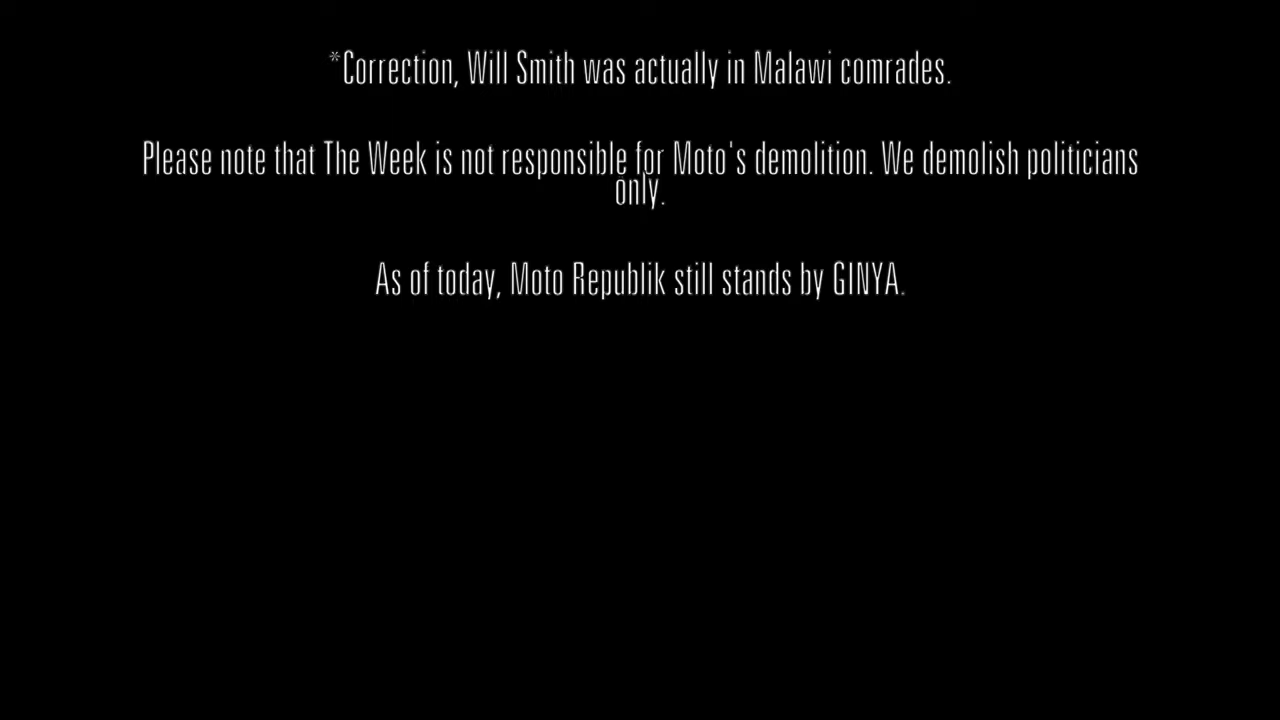 *Correction, Will Smith was actually in Malawi comrades.
Please note that The Week is not responsible for Moto's demolition. We demolish politicians
only.
As of today, Moto Republik still stands by GINYA.